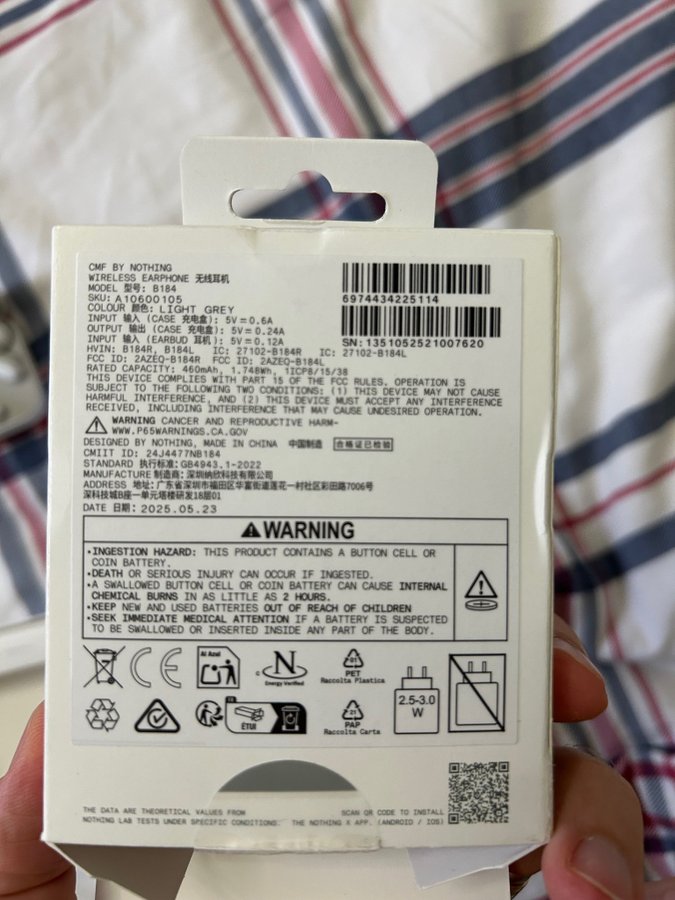 CMF BY NOTHING
WIRELESS EARPHONE 无线耳机
MODEL 型号: B184
SKU: A10600105
COLOUR 颜色: LIGHT GREY
INPUT 输入 (CASE 充电盒): 5V=0.6A
OUTPUT 输出 (CASE 充电盒): 5V=0.24A
INPUT 输入 (EARBUD 耳机): 5V=0.12A
HVIN: B184R, B184L IC: 27102-B184R IC: 27102-B184L
FCC ID: 2AZEQ-B184R FCC ID: 2AZEQ-B184L
RATED CAPACITY: 460mAh, 1.748Wh, 1ICP8/15/38
THIS DEVICE COMPLIES WITH PART 15 OF THE FCC RULES. OPERATION IS
SUBJECT TO THE FOLLOWING TWO CONDITIONS: (1) THIS DEVICE MAY NOT CAUSE
HARMFUL INTERFERENCE, AND (2) THIS DEVICE MUST ACCEPT ANY INTERFERENCE
RECEIVED, INCLUDING INTERFERENCE THAT MAY CAUSE UNDESIRED OPERATION.
WARNING CANCER AND REPRODUCTIVE HARM-
WWW.P65WARNINGS.CA.GOV
DESIGNED BY NOTHING, MADE IN CHINA 中国制造 合格证已检验
CMIIT ID: 24J4477NB184
STANDARD 执行标准: GB4943.1-2022
MANUFACTURE 制造商: 深圳纳欣科技有限公司
ADDRESS 地址: 广东省深圳市福田区华富街道莲花一村社区彩田路7006号
深科技城B座一单元塔楼研发18层01
DATE 日期: 2025.05.23
6974434225114
SN: 1351052521007620
WARNING
•INGESTION HAZARD: THIS PRODUCT CONTAINS A BUTTON CELL OR
COIN BATTERY.
•DEATH OR SERIOUS INJURY CAN OCCUR IF INGESTED.
•A SWALLOWED BUTTON CELL OR COIN BATTERY CAN CAUSE INTERNAL
CHEMICAL BURNS IN AS LITTLE AS 2 HOURS.
•KEEP NEW AND USED BATTERIES OUT OF REACH OF CHILDREN
•SEEK IMMEDIATE MEDICAL ATTENTION IF A BATTERY IS SUSPECTED
TO BE SWALLOWED OR INSERTED INSIDE ANY PART OF THE BODY.
CE
Al Azul
N
Energy Verified
01
PET
Raccolta Plastica
2.5-3.0
W
ÉTUI
21
PAP
Raccolta Carta
THE DATA ARE THEORETICAL VALUES FROM
NOTHING LAB TESTS UNDER SPECIFIC CONDITIONS.
SCAN QR CODE TO INSTALL
THE NOTHING X APP. (ANDROID / IOS)